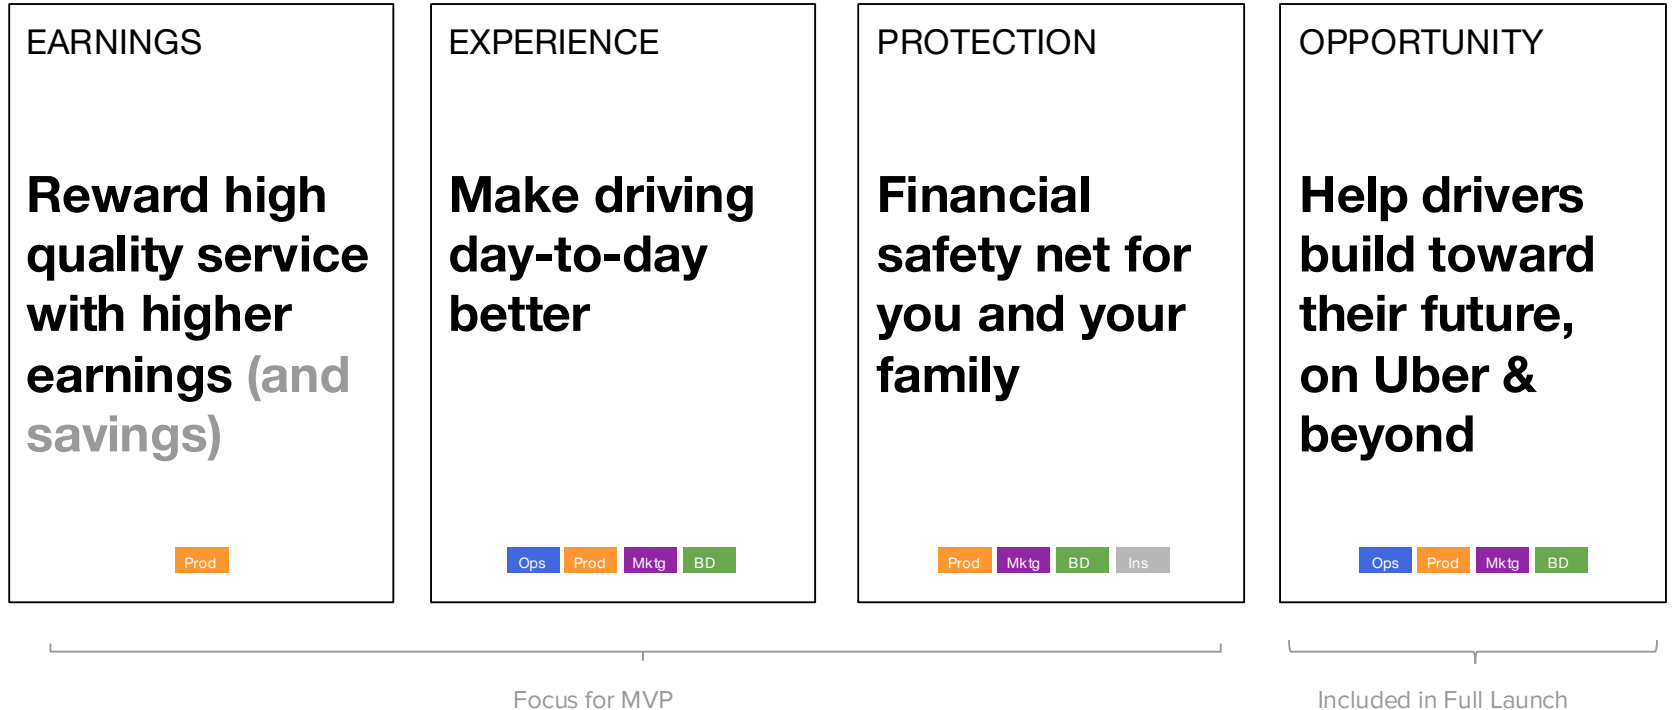 EARNINGS
Reward high
quality service
with higher
earnings (and
savings)
Prod
EXPERIENCE
Make driving
day-to-day
better
Ops Prod Mktg BD
PROTECTION
Financial
safety net for
you and your
family
Prod Mktg BD Ins
OPPORTUNITY
Help drivers
build toward
their future,
on Uber &
beyond
Ops Prod Mktg BD
Focus for MVP
Included in Full Launch